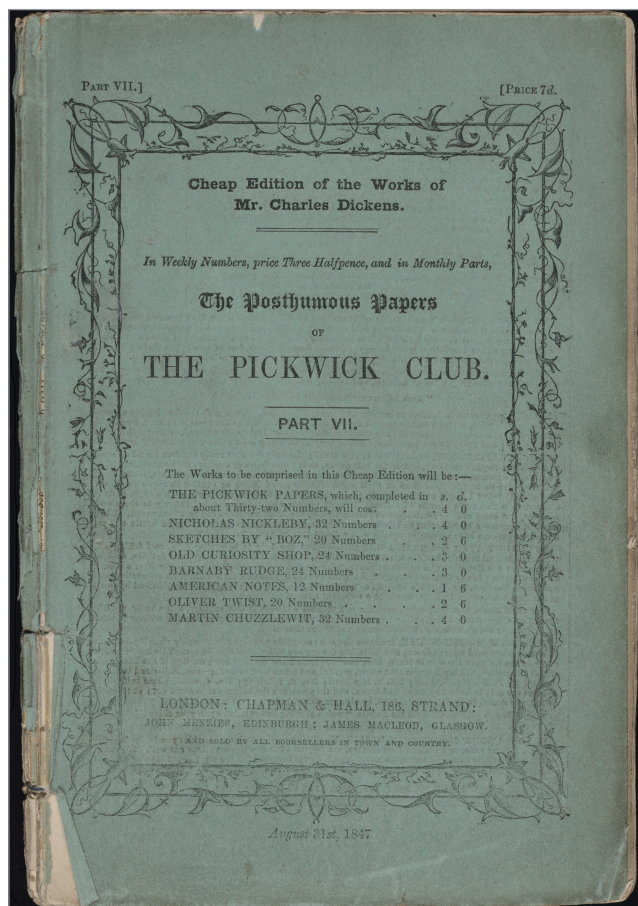 PART VII.] [PRICE 7d.
Cheap Edition of the Works of
Mr. Charles Dickens.
In Weekly Numbers, price Three Halfpence, and in Monthly Parts,
The Posthumous Papers
OF
THE PICKWICK CLUB.
PART VII.
The Works to be comprised in this Cheap Edition will be:—
THE PICKWICK PAPERS, which, completed in s. d.
about Thirty-two Numbers, will cost . . 4 0
NICHOLAS NICKLEBY, 32 Numbers . . . 4 0
SKETCHES BY "BOZ," 20 Numbers . . 2 6
OLD CURIOSITY SHOP, 24 Numbers . . . 3 0
BARNABY RUDGE, 24 Numbers . . . 3 0
AMERICAN NOTES, 12 Numbers . . . 1 6
OLIVER TWIST, 20 Numbers . . . 2 6
MARTIN CHUZZLEWIT, 32 Numbers . . . 4 0
LONDON: CHAPMAN & HALL, 186, STRAND:
JOHN MENZIES, EDINBURGH; JAMES MACLEOD, GLASGOW.
AND SOLD BY ALL BOOKSELLERS IN TOWN AND COUNTRY.
August 31st, 1847